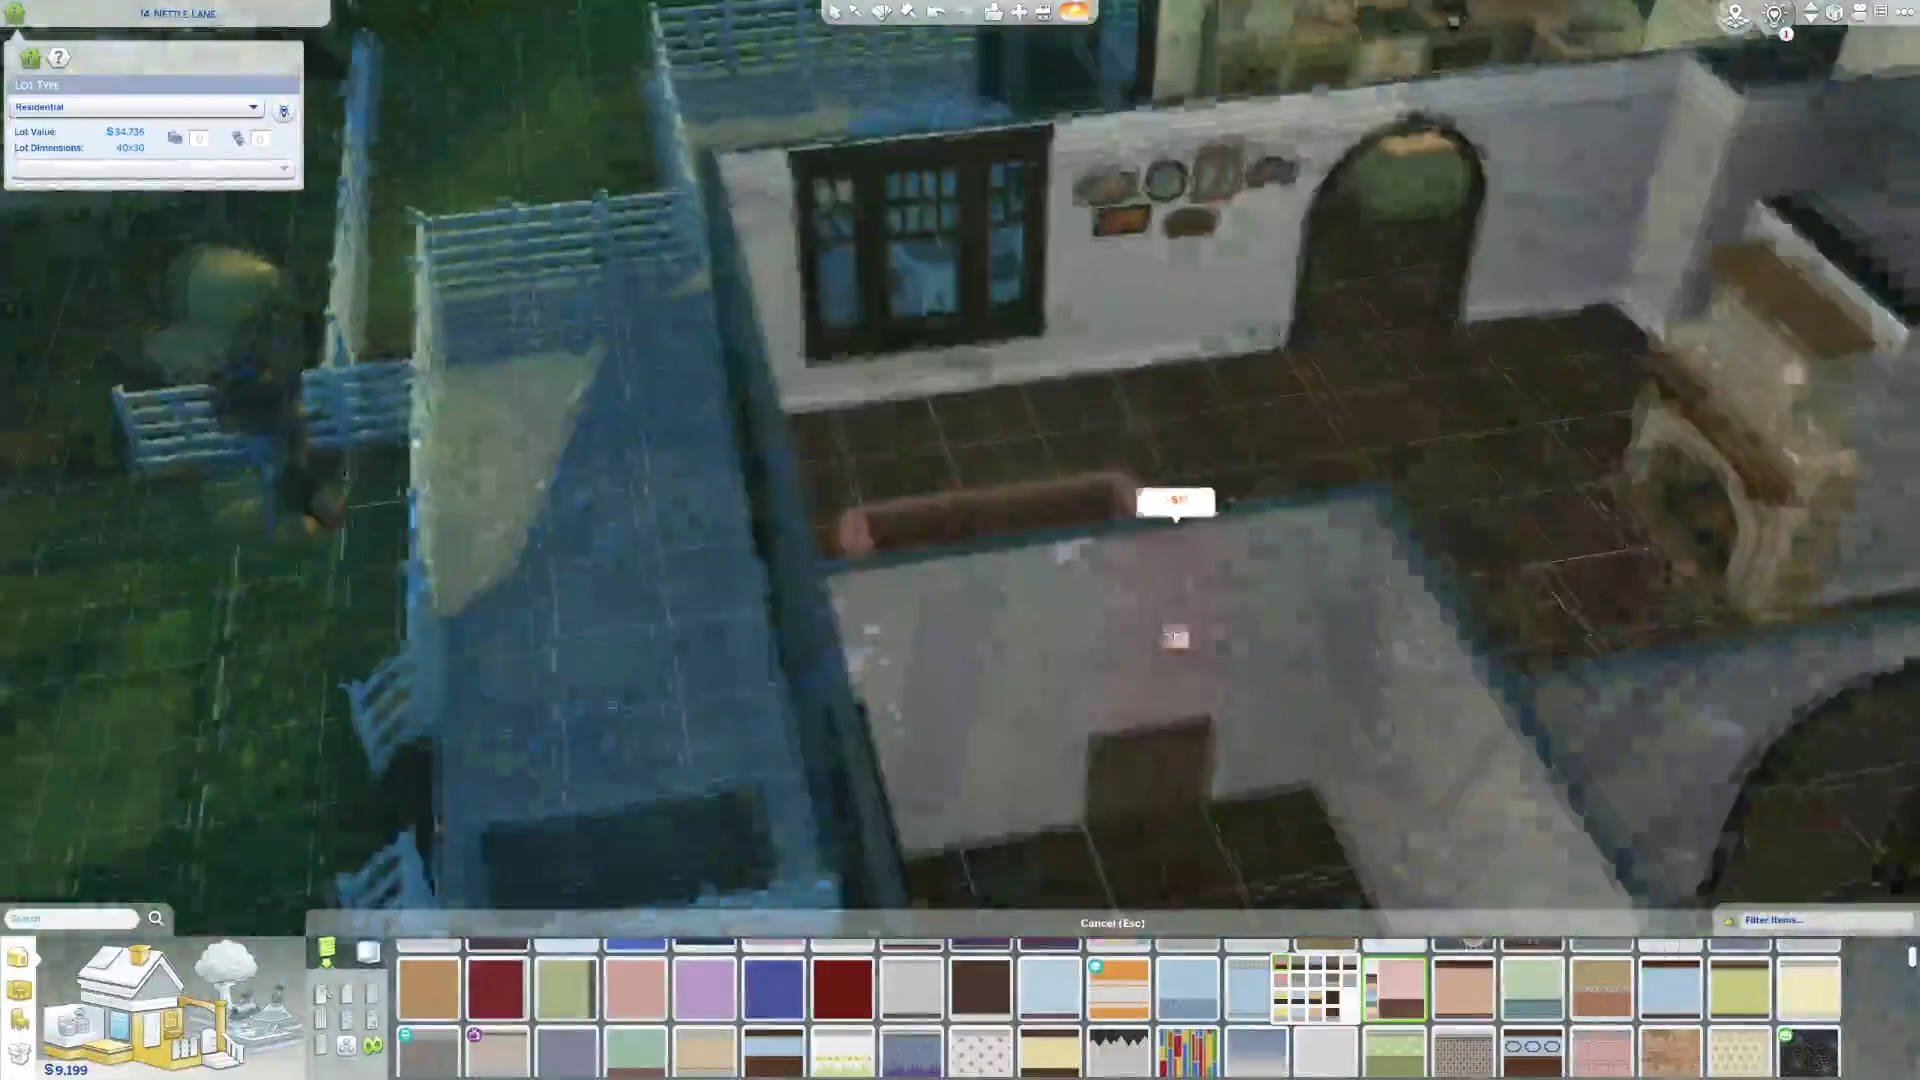 14 NETTLE LANE
?
LOT TYPE
Residential
Lot Value: §34,736
0
0
Lot Dimensions: 40x30
1
Cancel (Esc)
Search
Filter Items...
§9,199